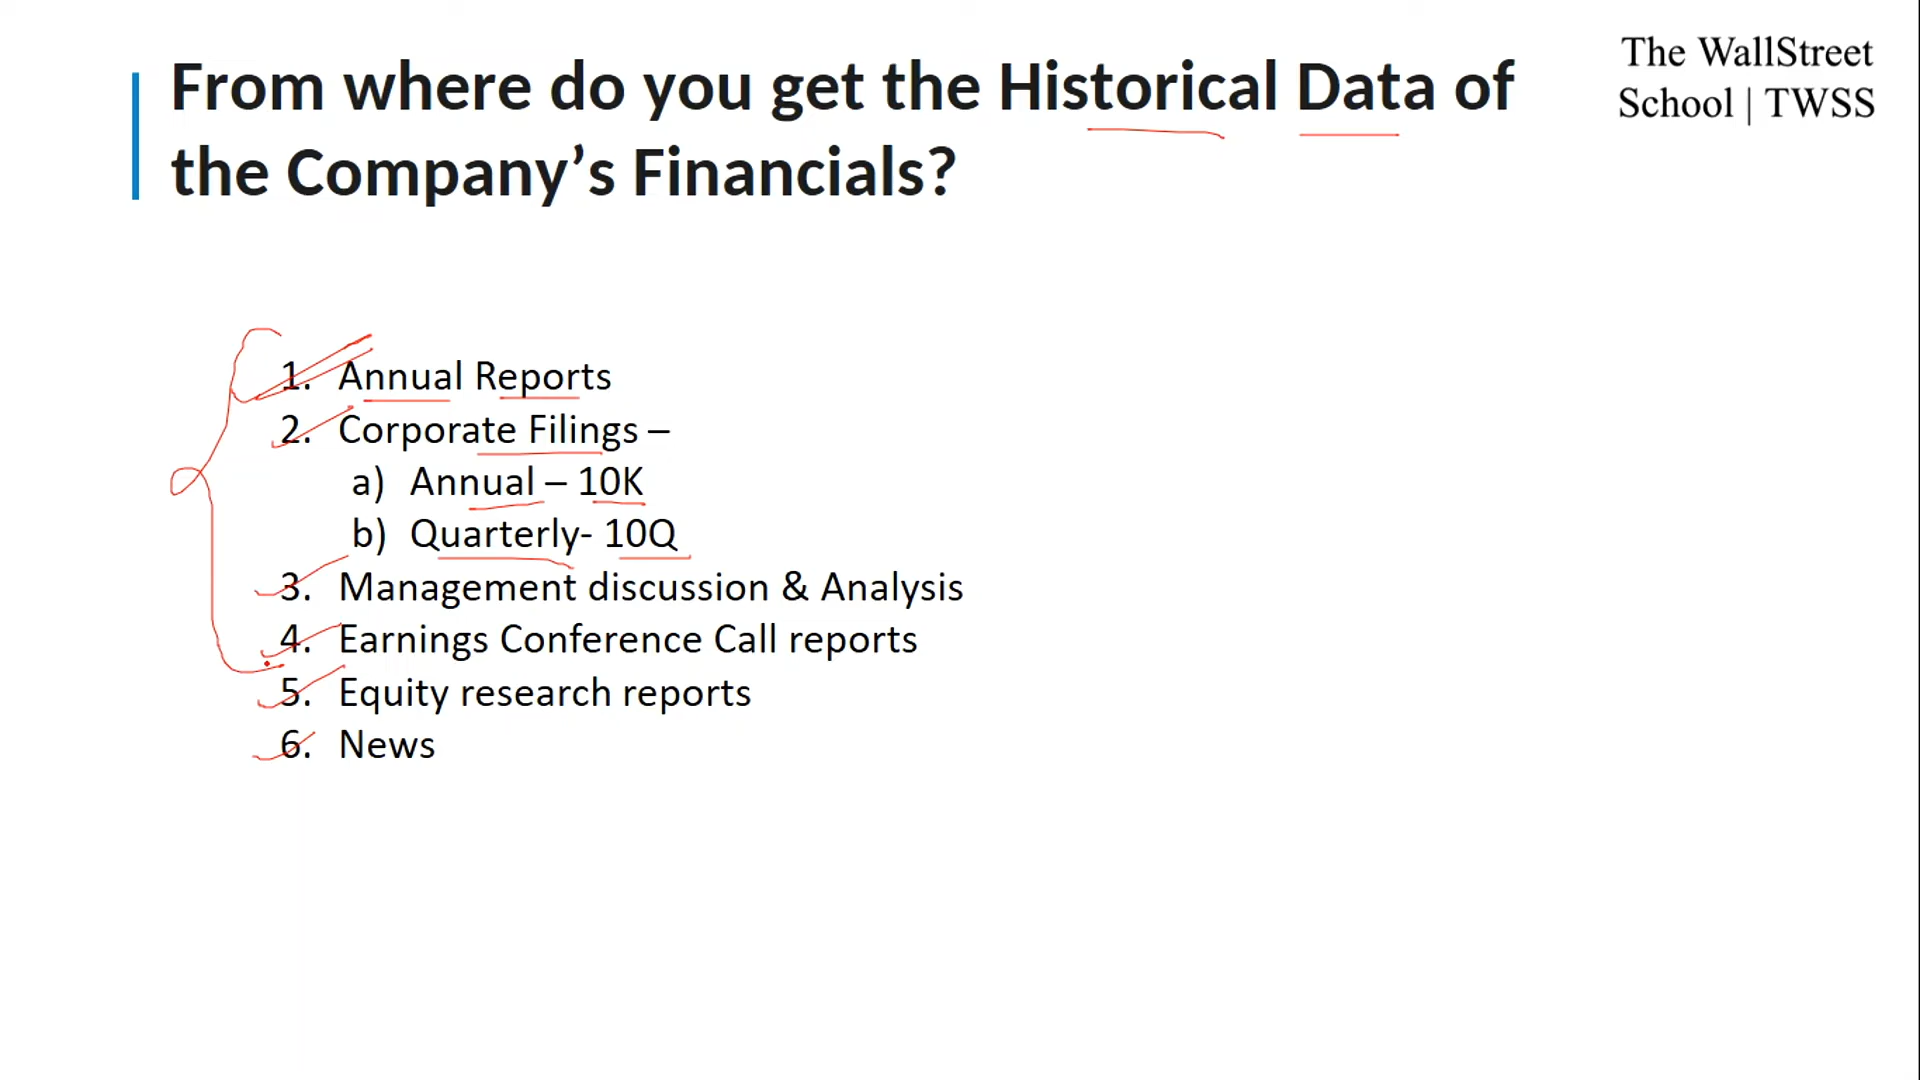 From where do you get the Historical Data of
the Company’s Financials?
The WallStreet
School | TWSS
1. Annual Reports
2. Corporate Filings –
a) Annual – 10K
b) Quarterly- 10Q
3. Management discussion & Analysis
4. Earnings Conference Call reports
5. Equity research reports
6. News